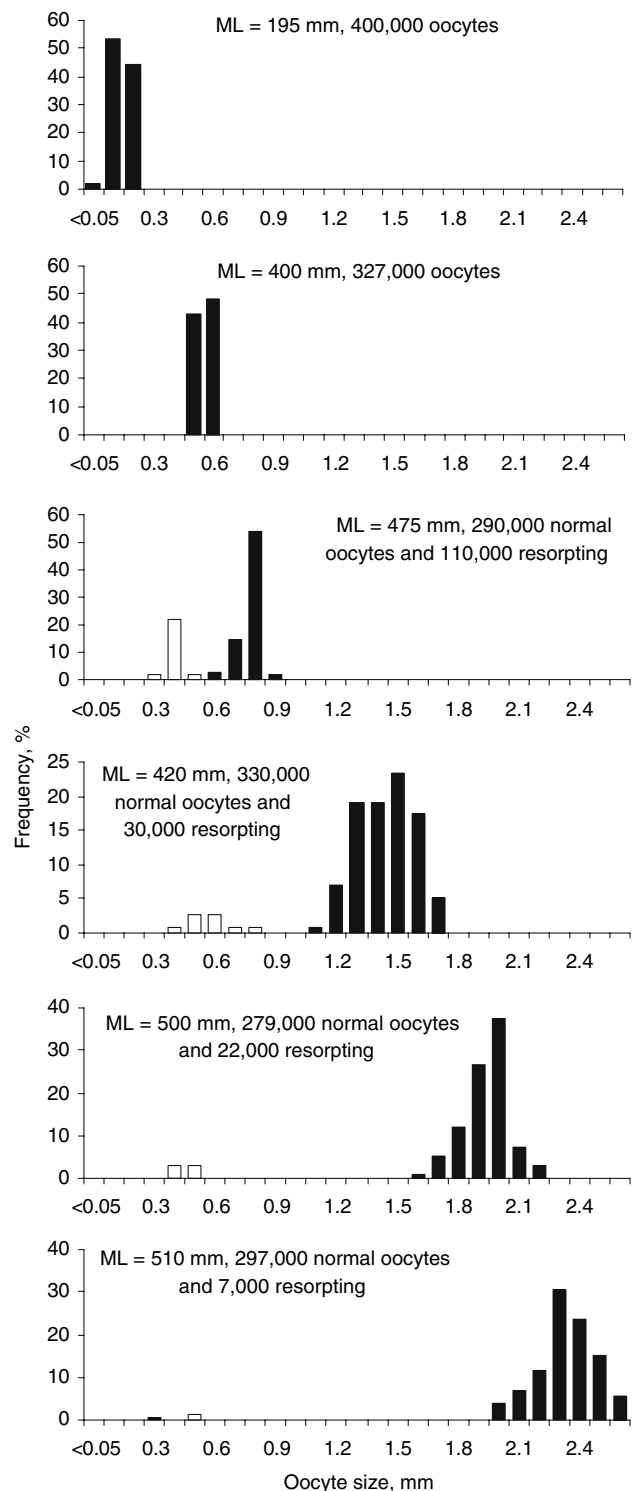 ML = 195 mm, 400,000 oocytes
60
50
40
30
20
10
0
<0.05 0.3 0.6 0.9 1.2 1.5 1.8 2.1 2.4
ML = 400 mm, 327,000 oocytes
60
50
40
30
20
10
0
<0.05 0.3 0.6 0.9 1.2 1.5 1.8 2.1 2.4
ML = 475 mm, 290,000 normal
oocytes and 110,000 resorpting
60
50
40
30
20
10
0
<0.05 0.3 0.6 0.9 1.2 1.5 1.8 2.1 2.4
Frequency, %
ML = 420 mm, 330,000
normal oocytes and
30,000 resorpting
25
20
15
10
5
0
<0.05 0.3 0.6 0.9 1.2 1.5 1.8 2.1 2.4
ML = 500 mm, 279,000 normal oocytes
and 22,000 resorpting
40
30
20
10
0
<0.05 0.3 0.6 0.9 1.2 1.5 1.8 2.1 2.4
ML = 510 mm, 297,000 normal oocytes
and 7,000 resorpting
40
30
20
10
0
<0.05 0.3 0.6 0.9 1.2 1.5 1.8 2.1 2.4
Oocyte size, mm